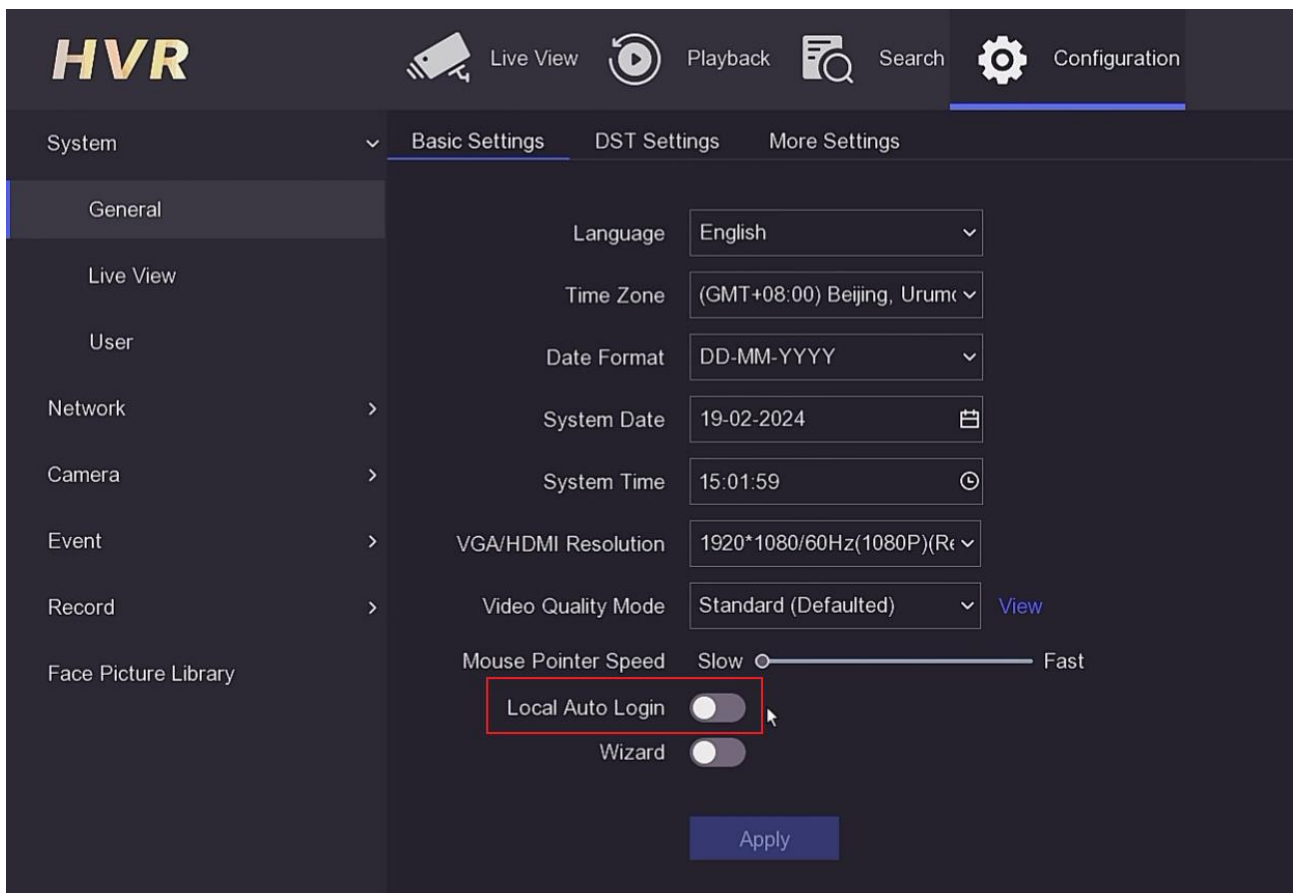 HVR
Live View
Playback
Search
Configuration
System
General
Live View
User
Network
Camera
Event
Record
Face Picture Library
Basic Settings
DST Settings
More Settings
Language English
Time Zone (GMT+08:00) Beijing,
Date Format DD-MM-YYYY
System Date 19-02-2024
System Time 15:01:59
VGA/HDMI Resolution 1920*1080/60Hz(1080P)
Video Quality Mode Standard (Defaulted) View
Mouse Pointer Speed Slow Fast
Local Auto Login
Wizard
Apply